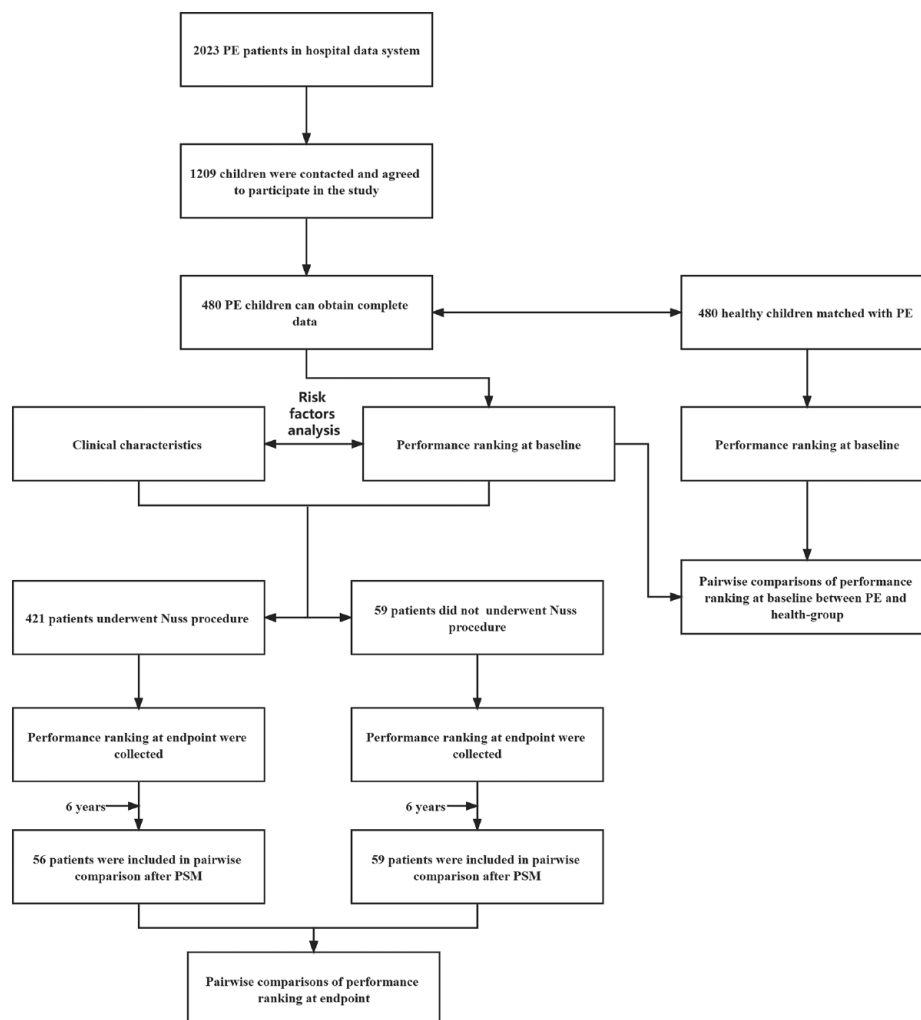 2023 PE patients in hospital data system
1209 children were contacted and agreed
to participate in the study
480 PE children can obtain complete
data
480 healthy children matched with PE
Risk
factors
analysis
Clinical characteristics
Performance ranking at baseline
Performance ranking at baseline
Pairwise comparisons of performance
ranking at baseline between PE and
health-group
421 patients underwent Nuss procedure
59 patients did not underwent Nuss
procedure
Performance ranking at endpoint were
collected
Performance ranking at endpoint were
collected
6 years
6 years
56 patients were included in pairwise
comparison after PSM
59 patients were included in pairwise
comparison after PSM
Pairwise comparisons of performance
ranking at endpoint